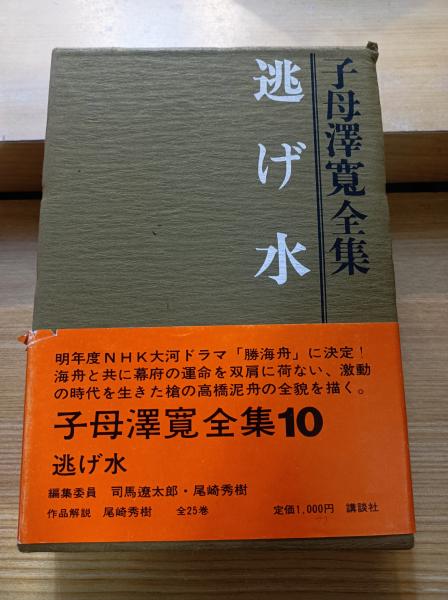 子母澤寛全集
逃げ水
明年度NHK大河ドラマ「勝海舟」に決定!
海舟と共に幕府の運命を双肩に荷ない、激動
の時代を生きた槍の高橋泥舟の全貌を描く。
子母澤寛全集10
逃げ水
編集委員 司馬遼太郎・尾崎秀樹
作品解説 尾崎秀樹 全25巻 定価1,000円 講談社